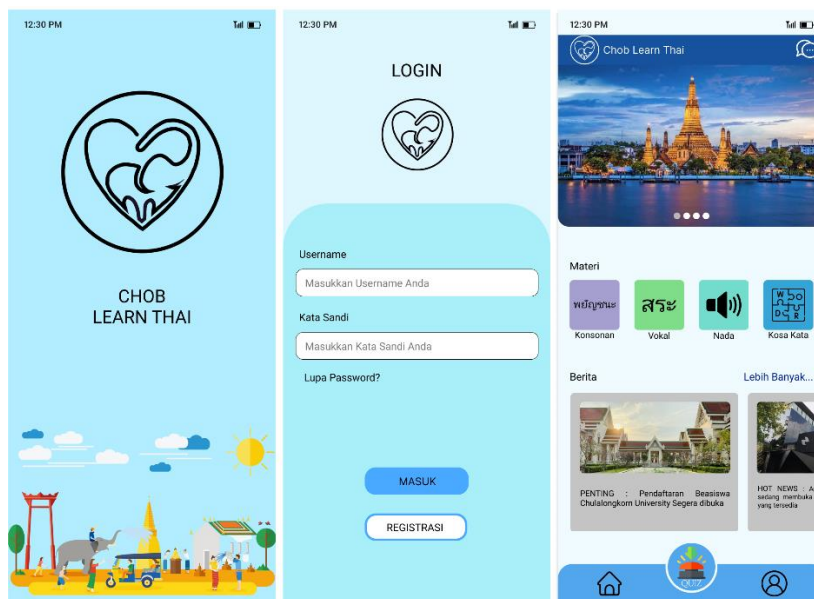 12:30 PM
CHOB
LEARN THAI
12:30 PM
LOGIN
Username
Masukkan Username Anda
Kata Sandi
Masukkan Kata Sandi Anda
Lupa Password?
MASUK
REGISTRASI
12:30 PM
Chob Learn Thai
Materi
พยัญชนะ
สระ
W O R D
Konsonan
Vokal
Nada
Kosa Kata
Berita
Lebih Banyak...
PENTING : Pendaftaran Beasiswa
Chulalongkorn University Segera dibuka
HOT NEWS : A
sedang membuka
yang tersedia
QUIZ